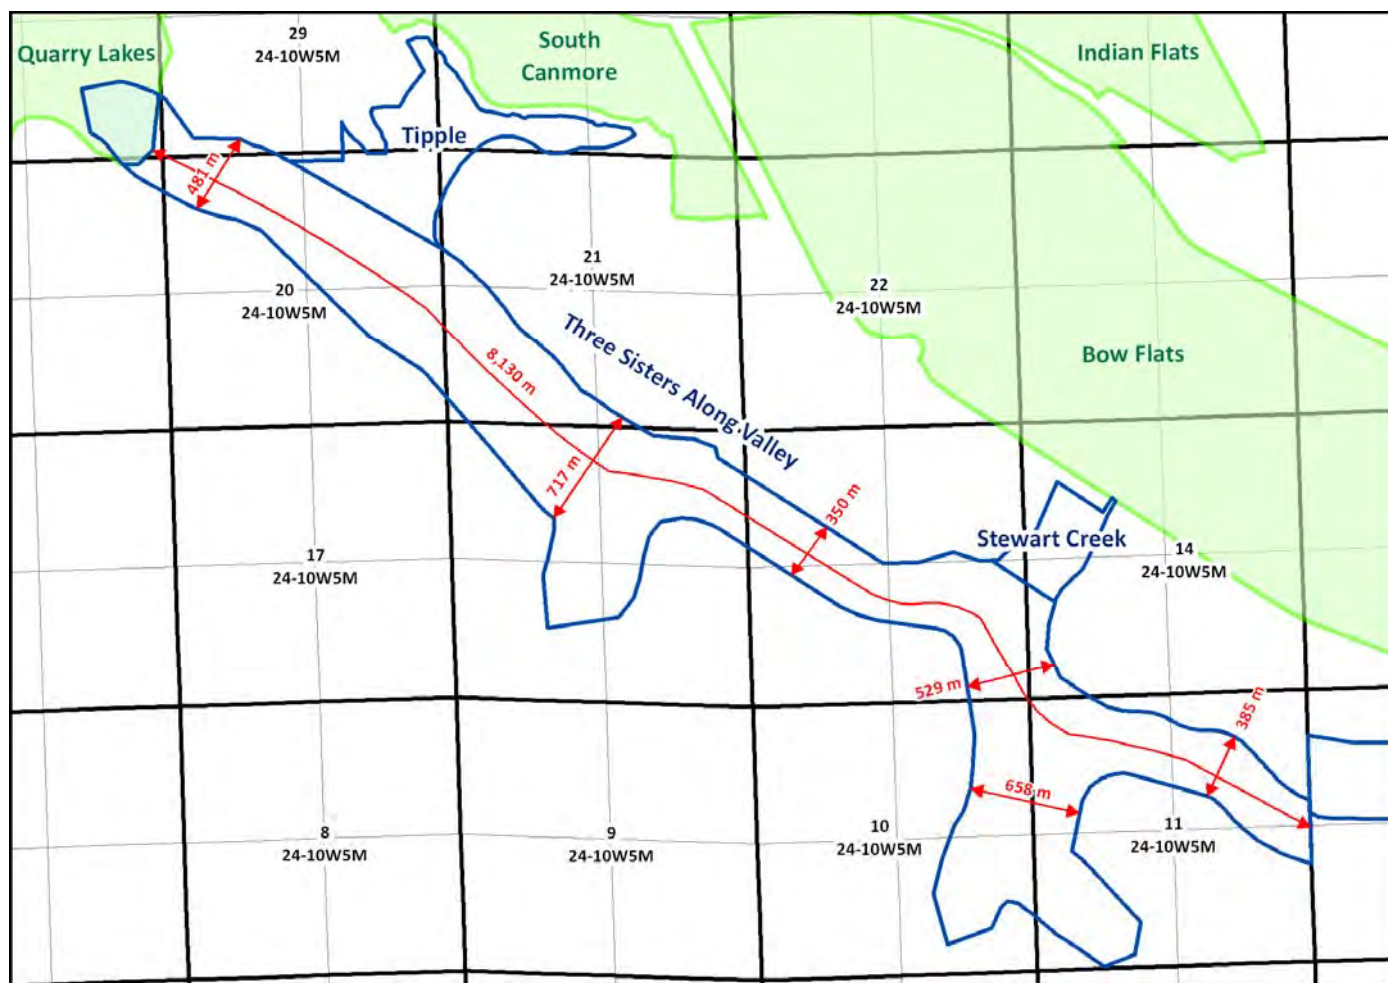 29
24-10W5M
Quarry Lakes
South
Canmore
Indian Flats
Tipple
481 m
21
24-10W5M
20
24-10W5M
22
24-10W5M
Three Sisters Along Valley
8,130 m
Bow Flats
717 m
350 m
Stewart Creek
17
24-10W5M
14
24-10W5M
529 m
385 m
658 m
8
24-10W5M
9
24-10W5M
10
24-10W5M
11
24-10W5M